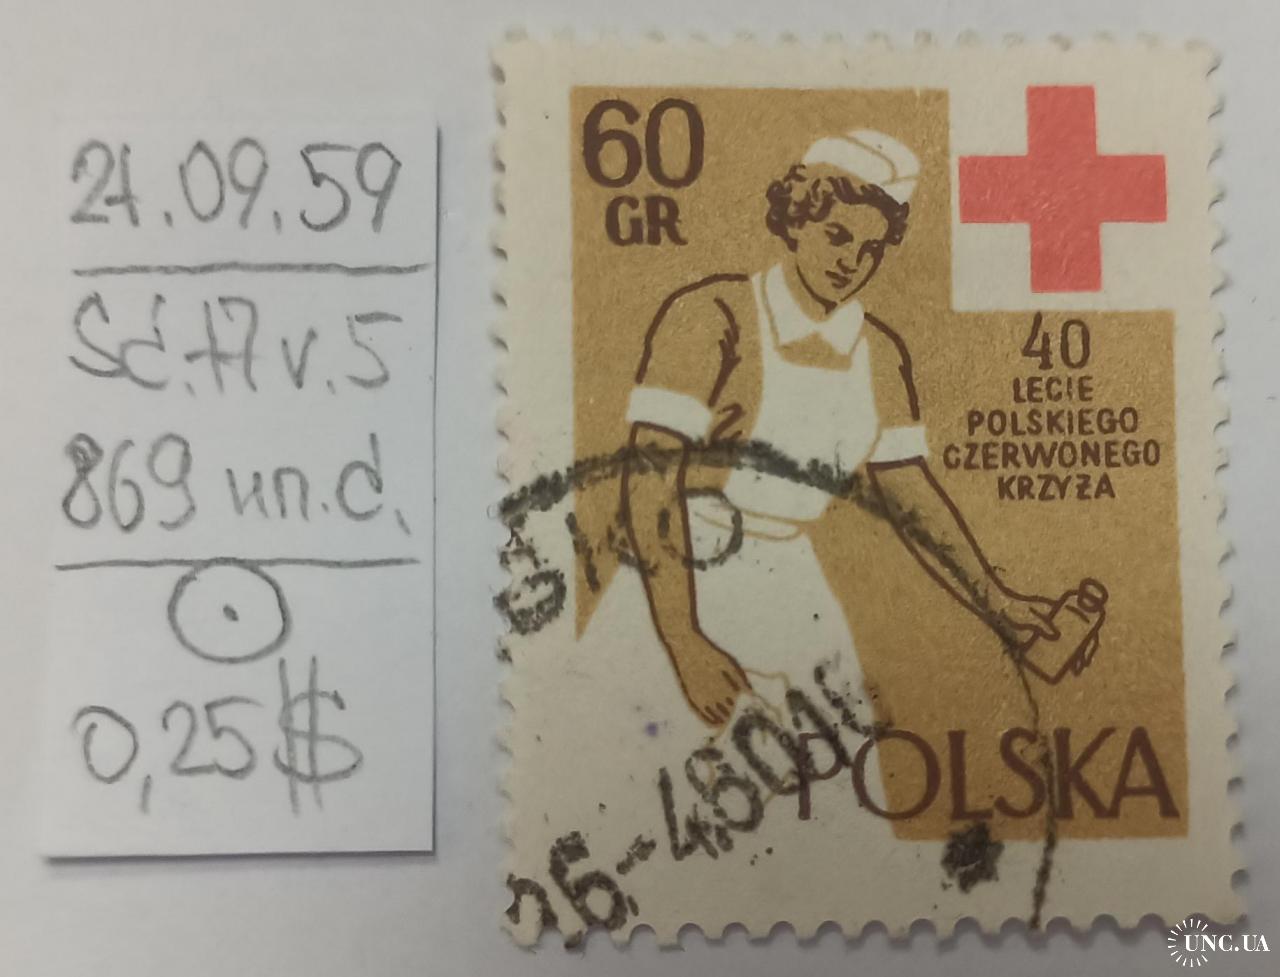 21.09.59
Sc.17 v.5
869 un.d.
0,25 $
60
GR
40
LECIE
POLSKIEGO
CZERWONEGO
KRZYŻA
POLSKA
UNC.UA